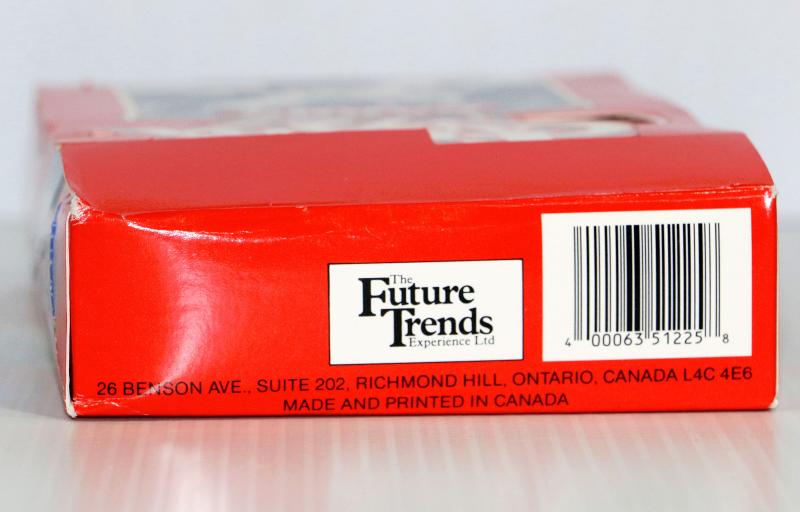 The
Future
Trends
Experience Ltd
4 00063 51225 8
26 BENSON AVE., SUITE 202, RICHMOND HILL, ONTARIO, CANADA L4C 4E6
MADE AND PRINTED IN CANADA